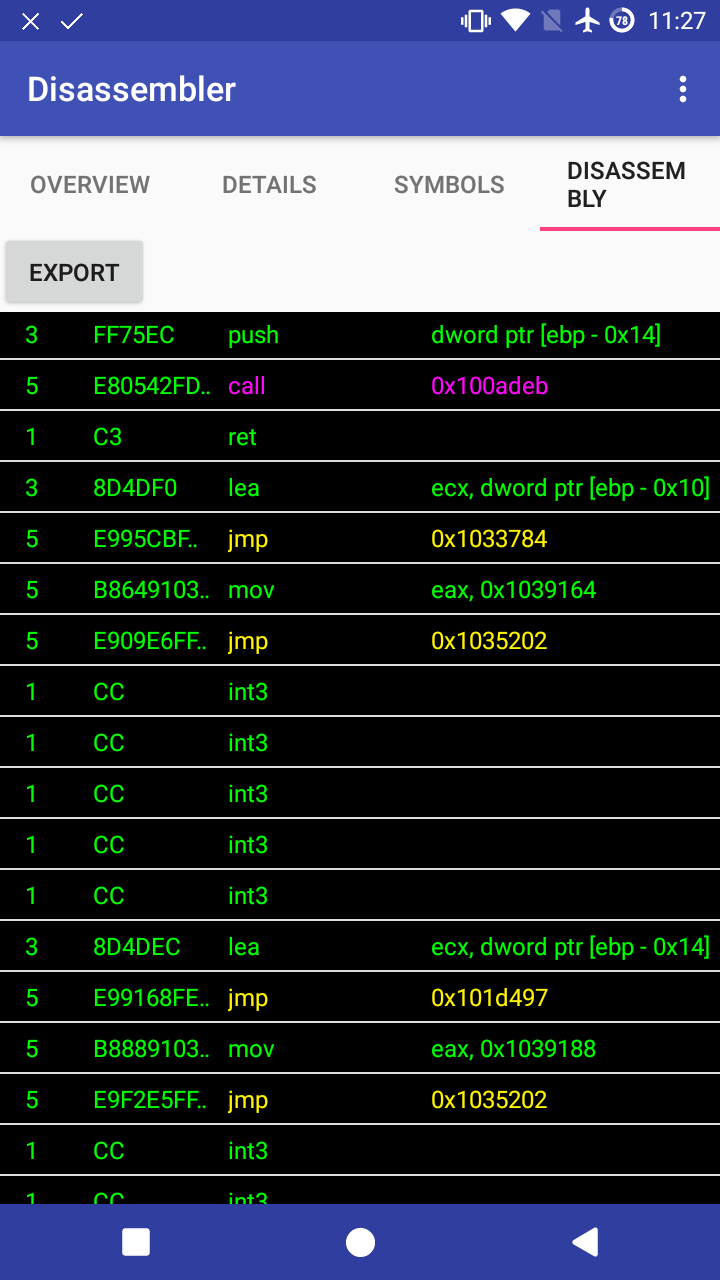 78 11:27
Disassembler
OVERVIEW DETAILS SYMBOLS DISASSEM
BLY
EXPORT
3 FF75EC push dword ptr [ebp - 0x14]
5 E80542FD.. call 0x100adeb
1 C3 ret
3 8D4DF0 lea ecx, dword ptr [ebp - 0x10]
5 E995CBF.. jmp 0x1033784
5 B8649103.. mov eax, 0x1039164
5 E909E6FF.. jmp 0x1035202
1 CC int3
1 CC int3
1 CC int3
1 CC int3
1 CC int3
3 8D4DEC lea ecx, dword ptr [ebp - 0x14]
5 E99168FE.. jmp 0x101d497
5 B8889103.. mov eax, 0x1039188
5 E9F2E5FF.. jmp 0x1035202
1 CC int3
1 CC int3